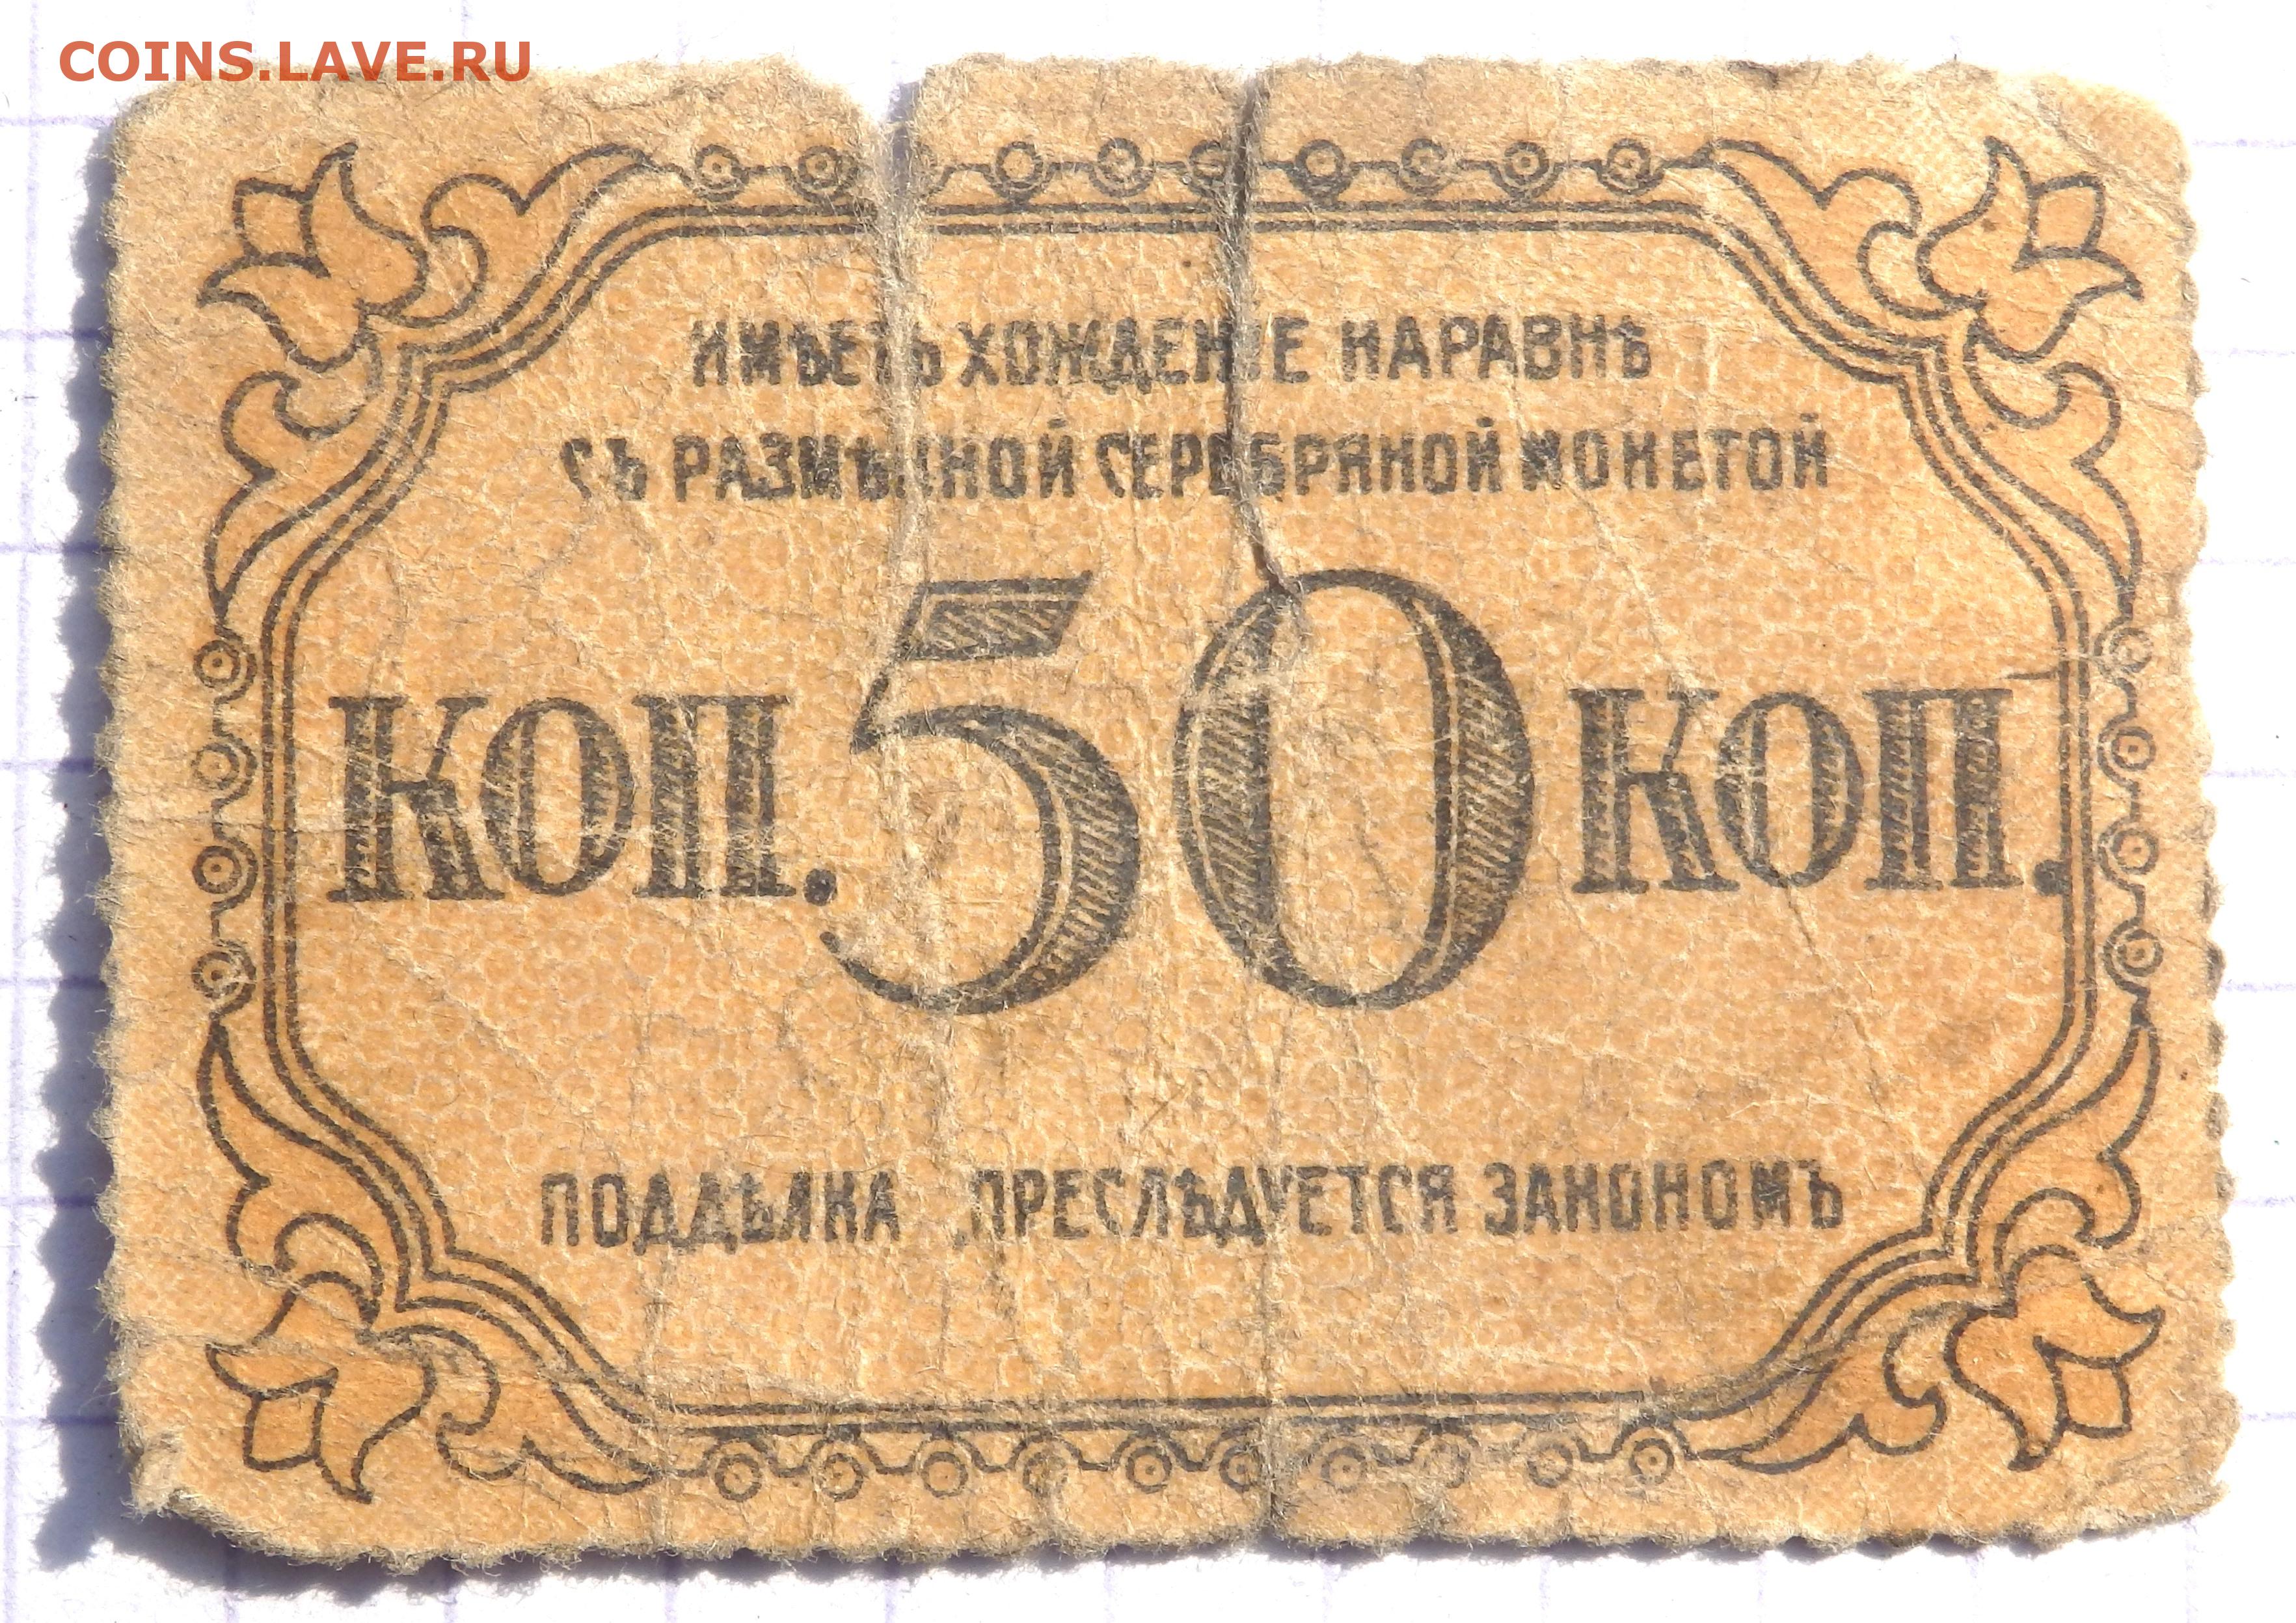 COINS.LAVE.RU
ИМѢЕТЪ ХОЖДЕНІЕ НАРАВНѢ
СЪ РАЗМѢННОЙ СЕРЕБРЯНОЙ МОНЕТОЙ
КОП. 50 КОП.
ПОДДѢЛКА ПРЕСЛѢДУЕТСЯ ЗАКОНОМЪ